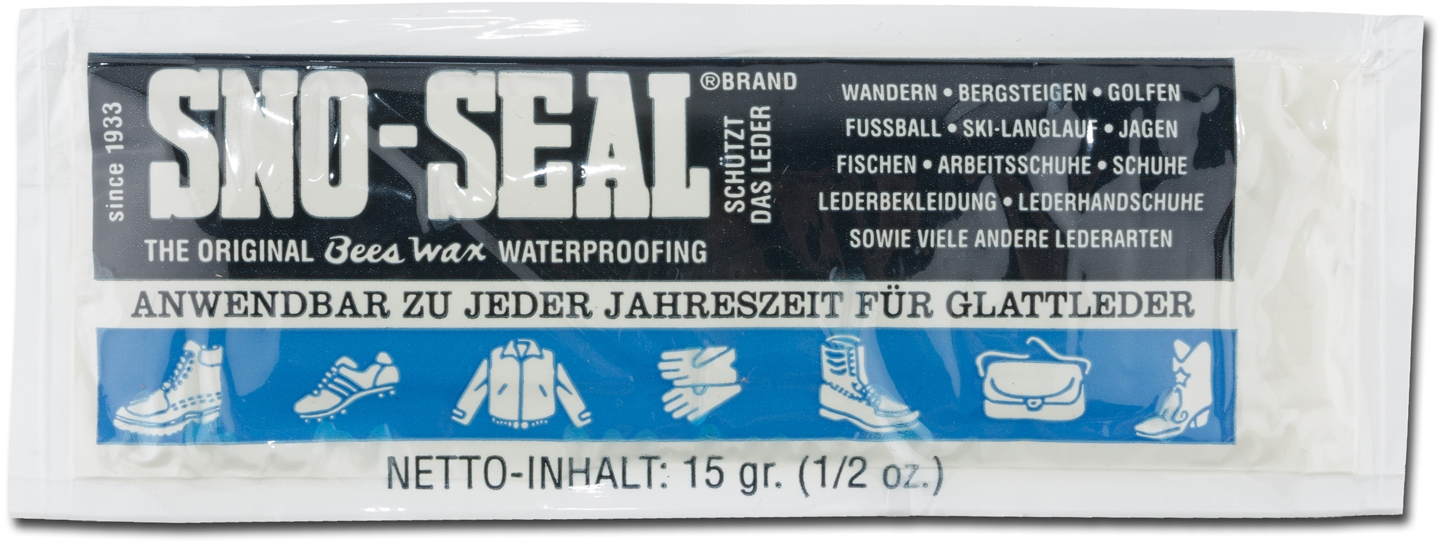 since 1933
SNO-SEAL
®BRAND
SCHÜTZT
DAS LEDER
THE ORIGINAL Bees Wax WATERPROOFING
WANDERN • BERGSTEIGEN • GOLFEN
FUSSBALL • SKI-LANGLAUF • JAGEN
FISCHEN • ARBEITSSCHUHE • SCHUHE
LEDERBEKLEIDUNG • LEDERHANDSCHUHE
SOWIE VIELE ANDERE LEDERARTEN
ANWENDBAR ZU JEDER JAHRESZEIT FÜR GLATTLEDER
NETTO-INHALT: 15 gr. (1/2 oz.)